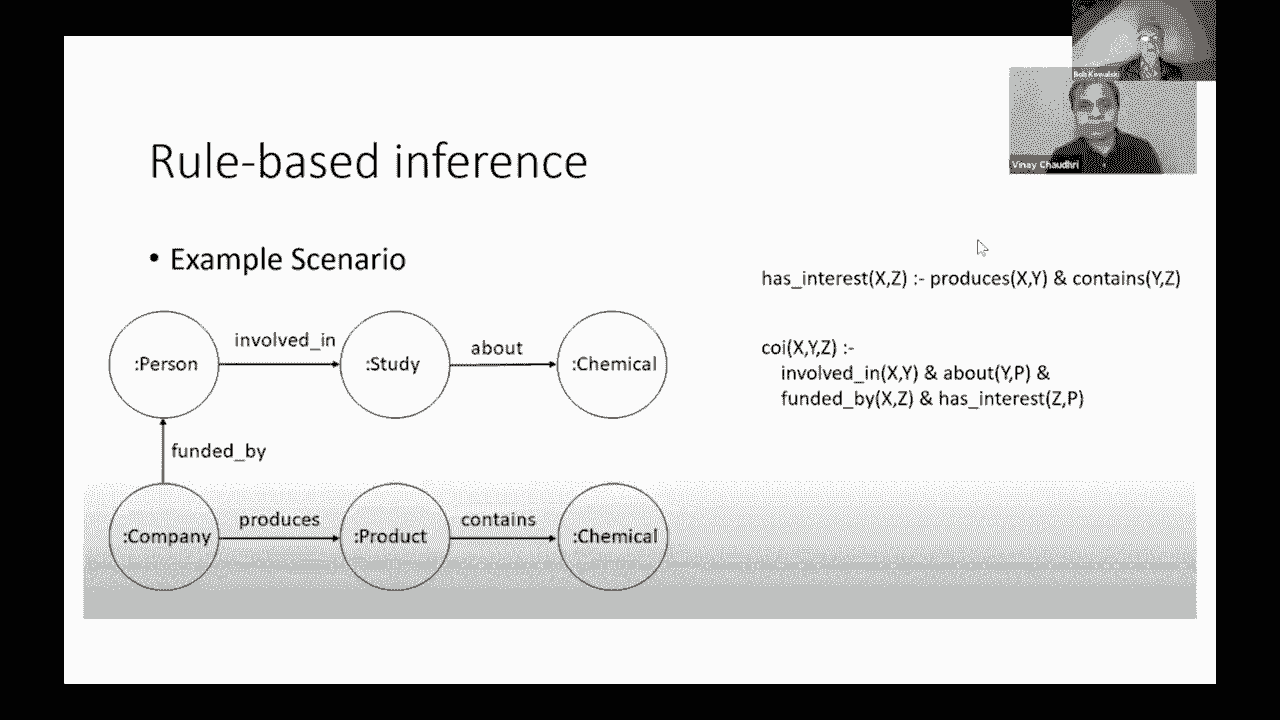 Bob Kowalski
Vinay Chaudhri
Rule-based inference
• Example Scenario
has_interest(X,Z) :- produces(X,Y) & contains(Y,Z)
coi(X,Y,Z) :-
involved_in(X,Y) & about(Y,P) &
funded_by(X,Z) & has_interest(Z,P)
:Person
involved_in
:Study
about
:Chemical
funded_by
:Company
produces
:Product
contains
:Chemical